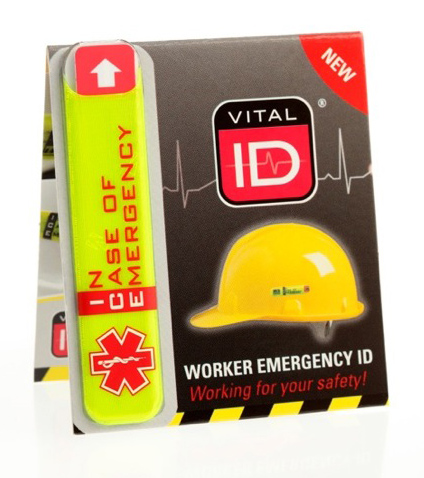 NEW
VITAL
ID
®
IN
CASE OF
EMERGENCY
WORKER EMERGENCY ID
Working for your safety!